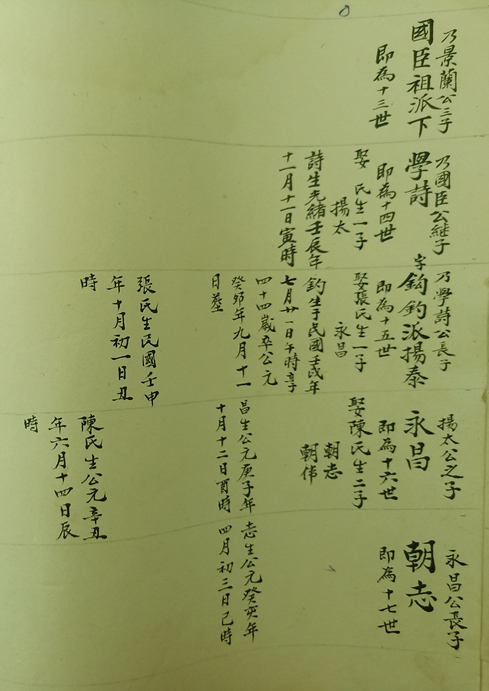 乃景蘭公三子
國臣祖派下
即為十三世
乃國臣公継子
學詩
即為十四世
娶 氏生一子
揚太
詩生光緒壬辰年
十一月十一日寅時
乃學詩公長子
字鈞釣派揚泰
即為十五世
娶張氏生一子
永昌
釣生于民國壬戌年
七月廿一日午時享
四十四歲卒公元
癸卯年九月十一
日塟
張氏生民國壬申
年十月初一日丑
時
揚太公之子
永昌
即為十六世
娶陳氏生二子
朝志
朝伟
昌生公元庚子年
十月十二日酉時
陳氏生公元辛丑
年六月十四日辰
時
永昌公長子
朝志
即為十七世
志生公元癸亥年
四月初三日己時